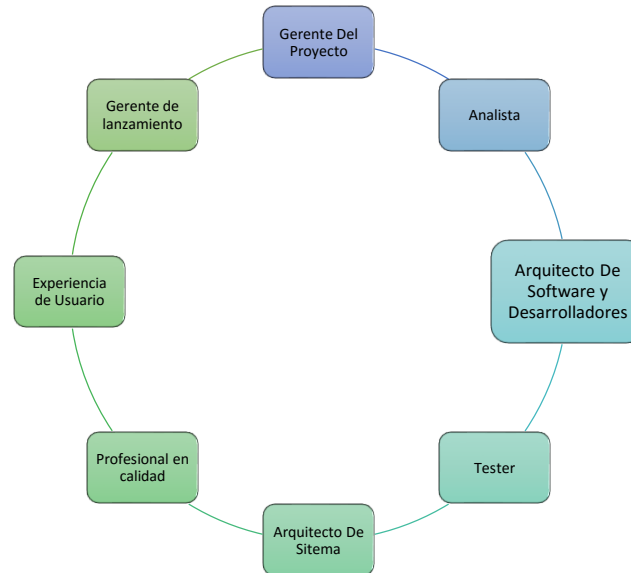 Gerente Del
Proyecto
Analista
Arquitecto De
Software y
Desarrolladores
Tester
Arquitecto De
Sitema
Profesional en
calidad
Experiencia
de Usuario
Gerente de
lanzamiento